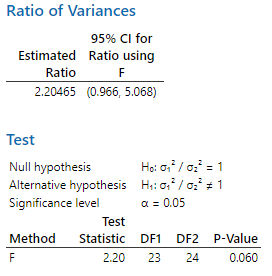 Ratio of Variances
95% CI for
Estimated Ratio using
Ratio F
2.20465 (0.966, 5.068)
Test
Null hypothesis H₀: σ₁² / σ₂² = 1
Alternative hypothesis H₁: σ₁² / σ₂² ≠ 1
Significance level α = 0.05
Test
Method Statistic DF1 DF2 P-Value
F 2.20 23 24 0.060